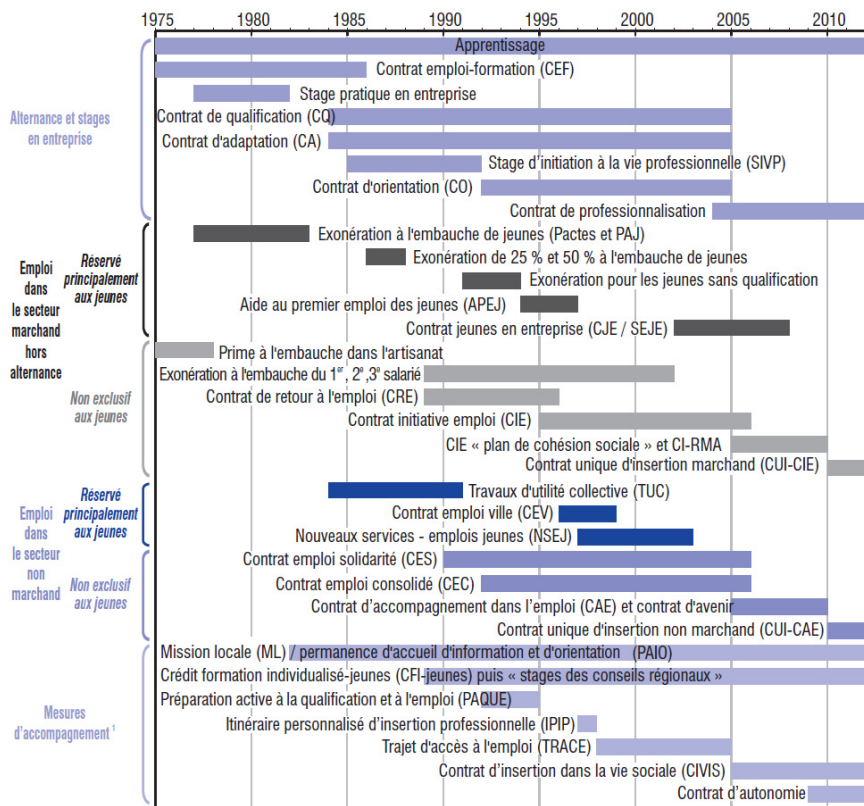 1975 1980 1985 1990 1995 2000 2005 2010
Alternance et stages
en entreprise
Apprentissage
Contrat emploi-formation (CEF)
Stage pratique en entreprise
Contrat de qualification (CQ)
Contrat d'adaptation (CA)
Stage d’initiation à la vie professionnelle (SIVP)
Contrat d'orientation (CO)
Contrat de professionnalisation
Emploi
dans
le secteur
marchand
hors
alternance
Réservé
principalement
aux jeunes
Exonération à l'embauche de jeunes (Pactes et PAJ)
Exonération de 25 % et 50 % à l'embauche de jeunes
Exonération pour les jeunes sans qualification
Aide au premier emploi des jeunes (APEJ)
Contrat jeunes en entreprise (CJE / SEJE)
Non exclusif
aux jeunes
Prime à l'embauche dans l'artisanat
Exonération à l'embauche du 1er, 2e ,3e salarié
Contrat de retour à l'emploi (CRE)
Contrat initiative emploi (CIE)
CIE « plan de cohésion sociale » et CI-RMA
Contrat unique d'insertion marchand (CUI-CIE)
Emploi
dans
le secteur
non
marchand
Réservé
principalement
aux jeunes
Travaux d'utilité collective (TUC)
Contrat emploi ville (CEV)
Nouveaux services - emplois jeunes (NSEJ)
Non exclusif
aux jeunes
Contrat emploi solidarité (CES)
Contrat emploi consolidé (CEC)
Contrat d’accompagnement dans l’emploi (CAE) et contrat d’avenir
Contrat unique d'insertion non marchand (CUI-CAE)
Mesures
d’accompagnement 1
Mission locale (ML) / permanence d'accueil d'information et d'orientation (PAIO)
Crédit formation individualisé-jeunes (CFI-jeunes) puis « stages des conseils régionaux »
Préparation active à la qualification et à l'emploi (PAQUE)
Itinéraire personnalisé d’insertion professionnelle (IPIP)
Trajet d'accès à l'emploi (TRACE)
Contrat d’insertion dans la vie sociale (CIVIS)
Contrat d’autonomie